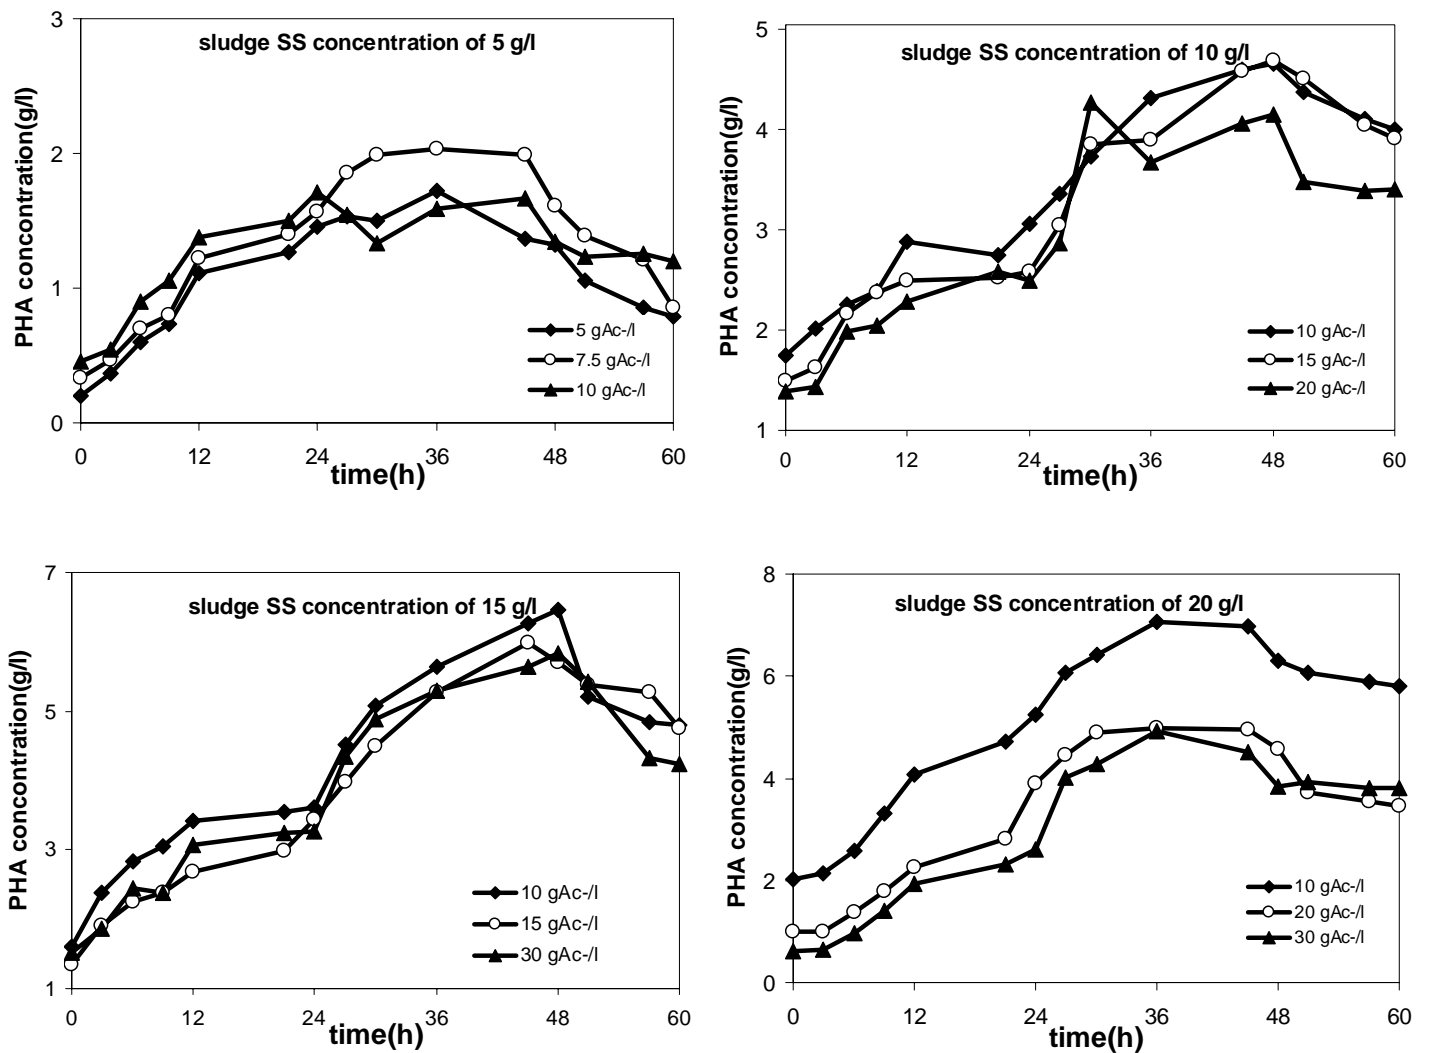 sludge SS concentration of 5 g/l
PHA concontration(g/l)
3
2
1
0
5 gAc-/l
7.5 gAc-/l
10 gAc-/l
0 12 24 36 48 60
time(h)
sludge SS concentration of 10 g/l
PHA concontration(g/l)
5
4
3
2
1
10 gAc-/l
15 gAc-/l
20 gAc-/l
0 12 24 36 48 60
time(h)
sludge SS concentration of 15 g/l
PHA concontration(g/l)
7
5
3
1
10 gAc-/l
15 gAc-/l
30 gAc-/l
0 12 24 36 48 60
time(h)
sludge SS concentration of 20 g/l
PHA concontration(g/l)
8
6
4
2
0
10 gAc-/l
20 gAc-/l
30 gAc-/l
0 12 24 36 48 60
time(h)